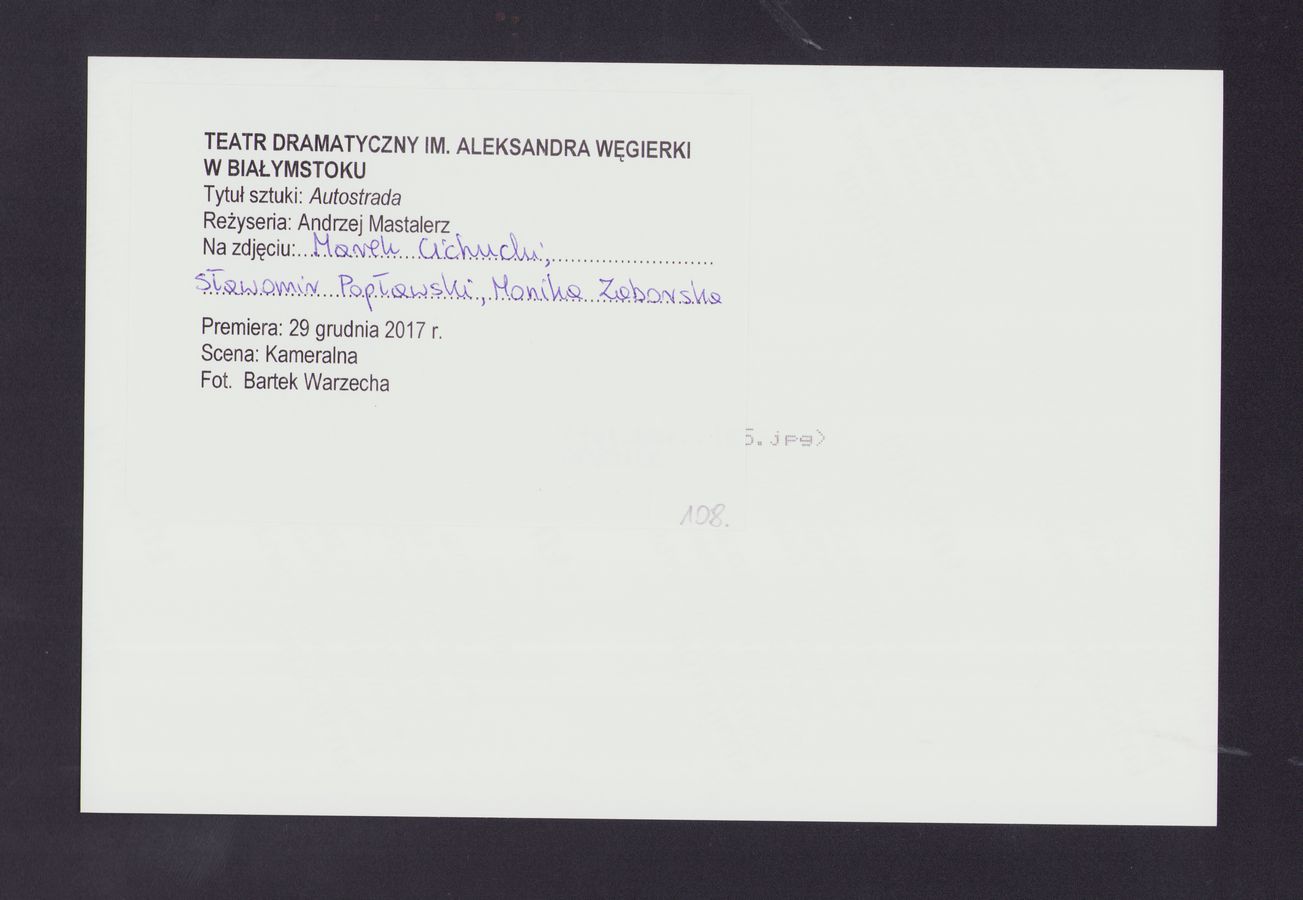 TEATR DRAMATYCZNY IM. ALEKSANDRA WĘGIERKI
W BIAŁYMSTOKU
Tytuł sztuki: Autostrada
Reżyseria: Andrzej Mastalerz
Na zdjęciu: Marek Cichucki,
Sławomir Popławski, Monika Zaborska
Premiera: 29 grudnia 2017 r.
Scena: Kameralna
Fot. Bartek Warzecha
5.jpg>
108.